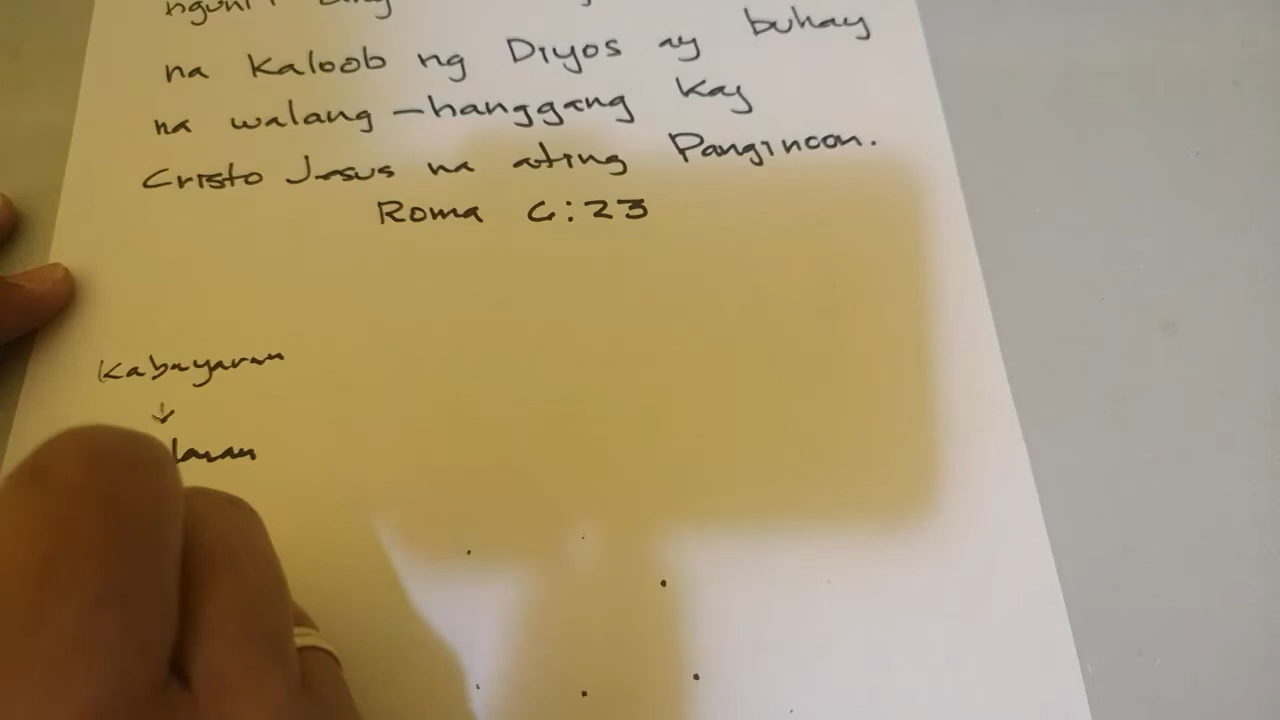 na kaloob ng Diyos ay buhay
na walang-hanggang kay
Cristo Jesus na ating Panginoon.
Roma 6:23
Kabayaran
↓
laran